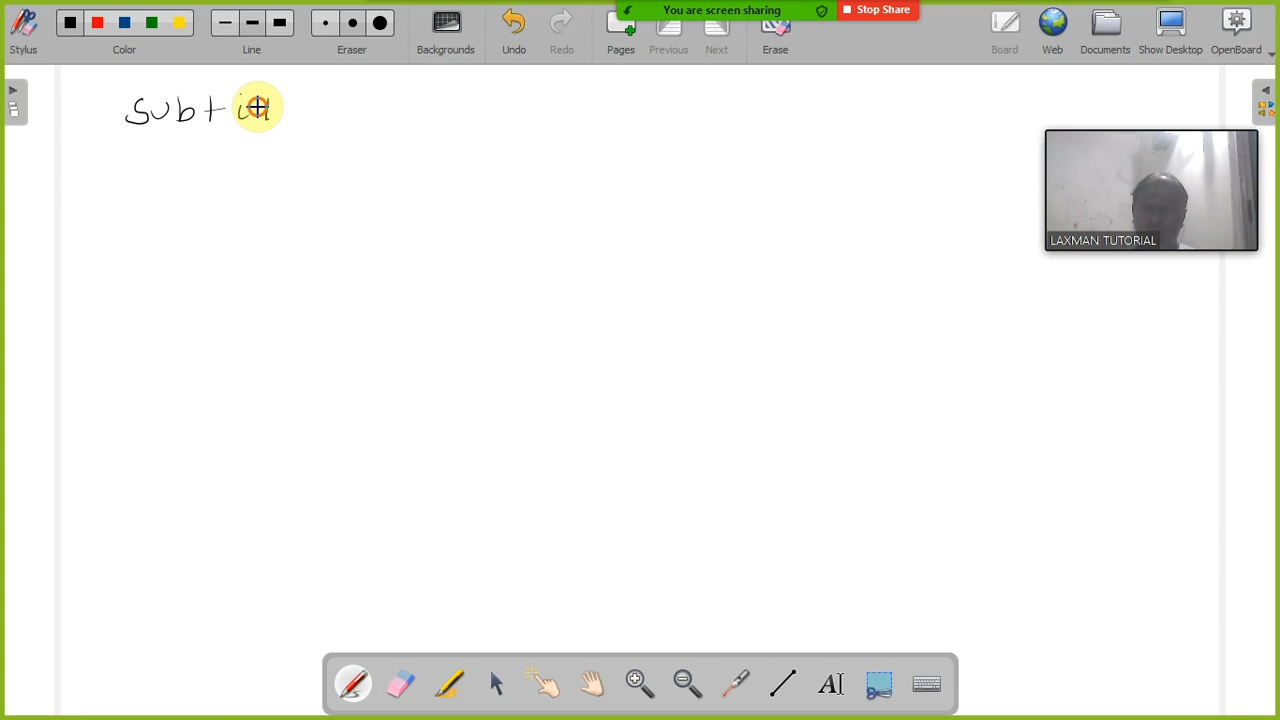 You are screen sharing
Stop Share
Stylus
Color
Line
Eraser
Backgrounds
Undo
Redo
Pages
Previous
Next
Erase
Board
Web
Documents
Show Desktop
OpenBoard
LAXMAN TUTORIAL